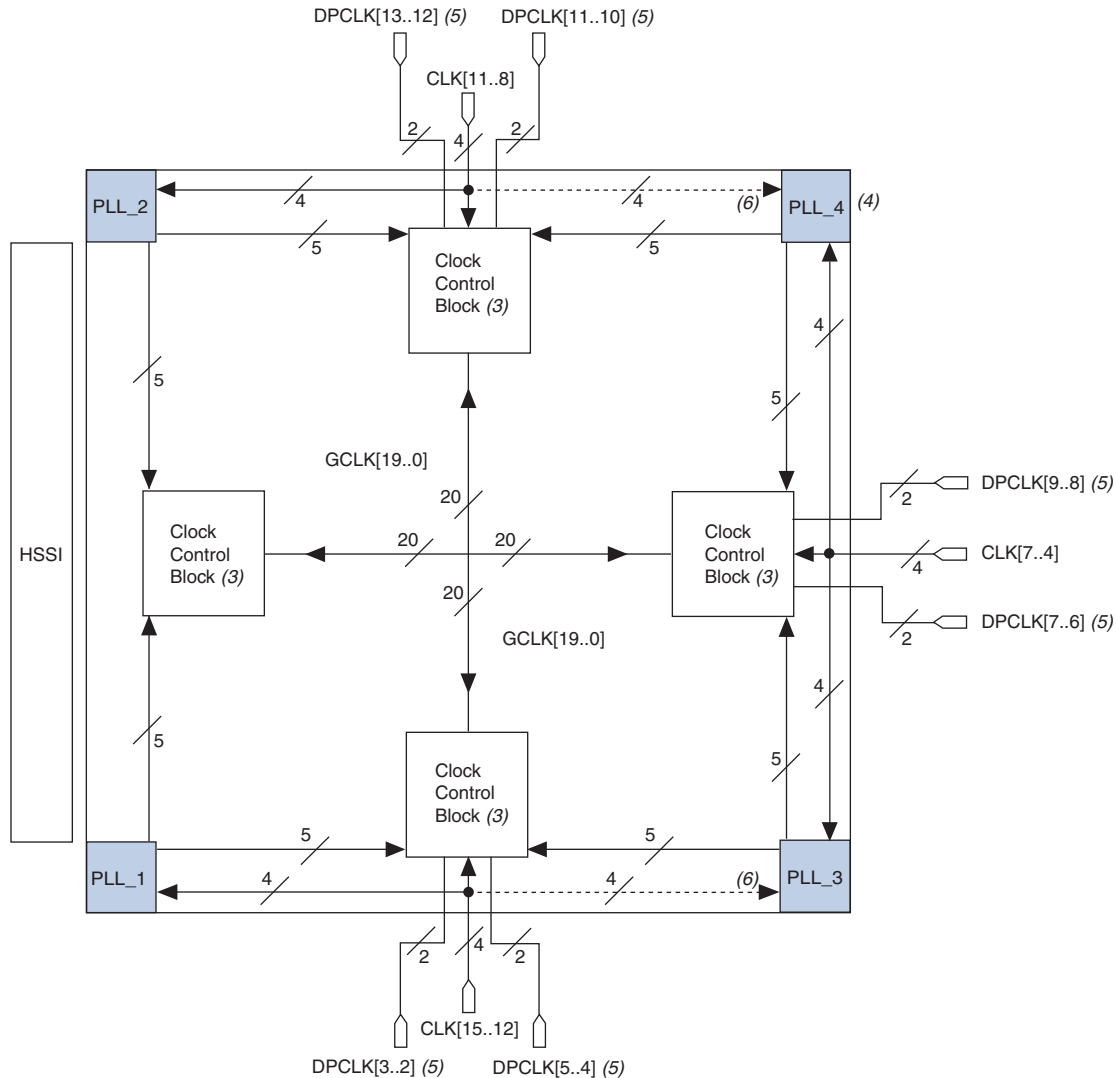 DPCLK[13..12] (5)
DPCLK[11..10] (5)
CLK[11..8]
2
4
2
PLL_2
4
4
(6)
PLL_4
(4)
5
5
Clock
Control
Block (3)
4
5
5
GCLK[19..0]
20
DPCLK[9..8] (5)
2
HSSI
Clock
Control
Block (3)
20
20
Clock
Control
Block (3)
CLK[7..4]
4
20
DPCLK[7..6] (5)
2
GCLK[19..0]
4
5
5
Clock
Control
Block (3)
5
5
PLL_1
4
4
(6)
PLL_3
2
4
2
CLK[15..12]
DPCLK[3..2] (5)
DPCLK[5..4] (5)